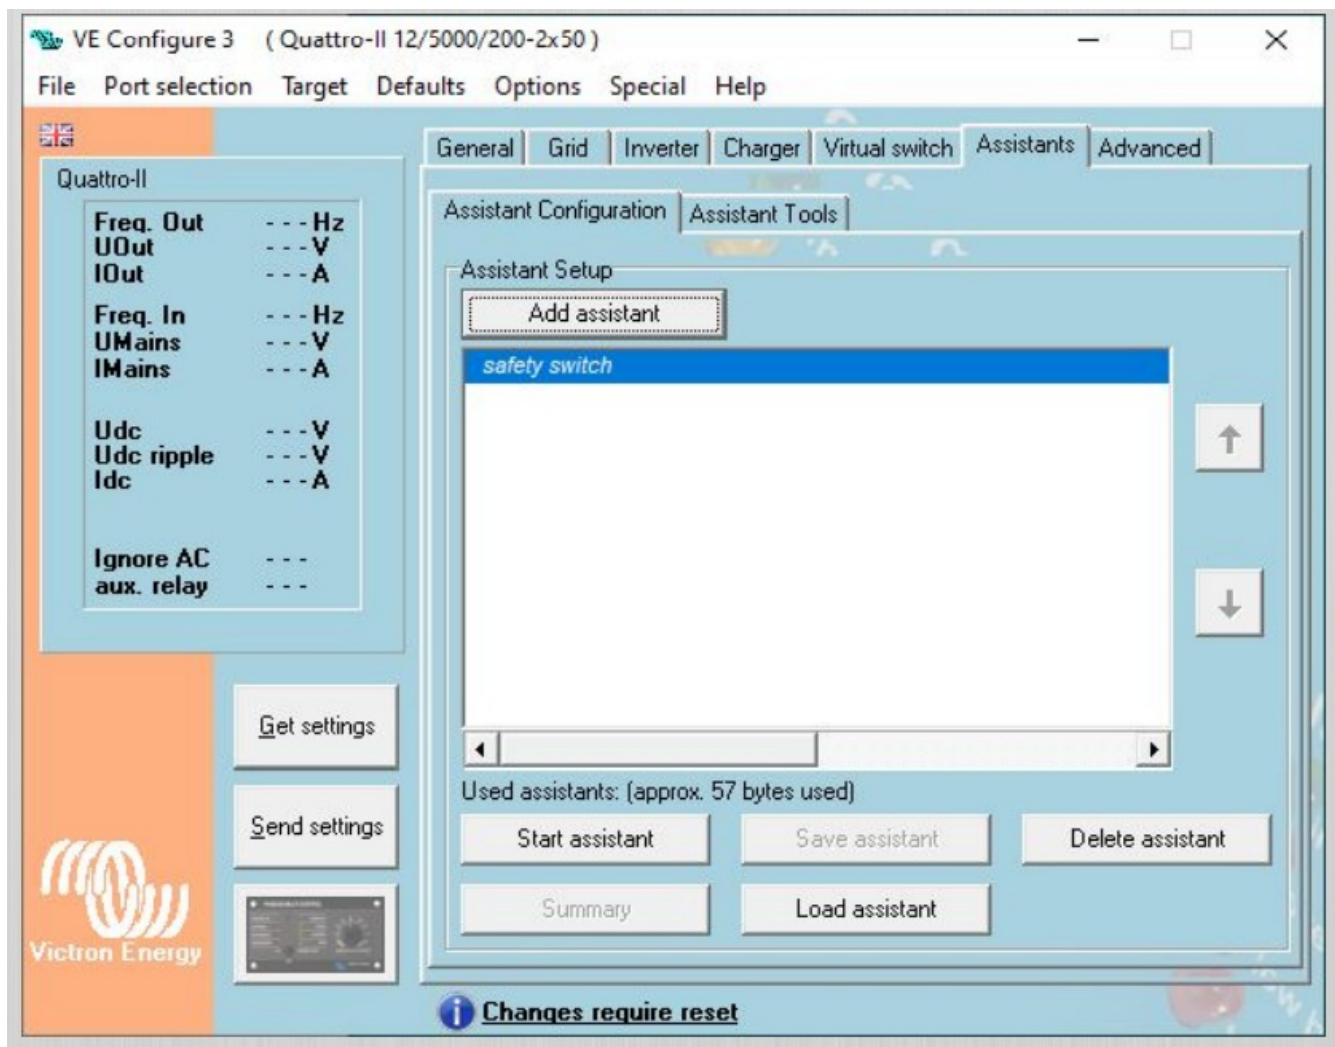 VE Configure 3 ( Quattro-II 12/5000/200-2x50 )
File Port selection Target Defaults Options Special Help
General Grid Inverter Charger Virtual switch Assistants Advanced
Quattro-II
Freq. Out - - - Hz
UOut - - - V
IOut - - - A
Freq. In - - - Hz
UMains - - - V
IMains - - - A
Udc - - - V
Udc ripple - - - V
Idc - - - A
Ignore AC - - -
aux. relay - - -
Assistant Configuration Assistant Tools
Assistant Setup
Add assistant
safety switch
Used assistants: (approx. 57 bytes used)
Start assistant Save assistant Delete assistant
Summary Load assistant
Get settings
Send settings
Victron Energy
Changes require reset